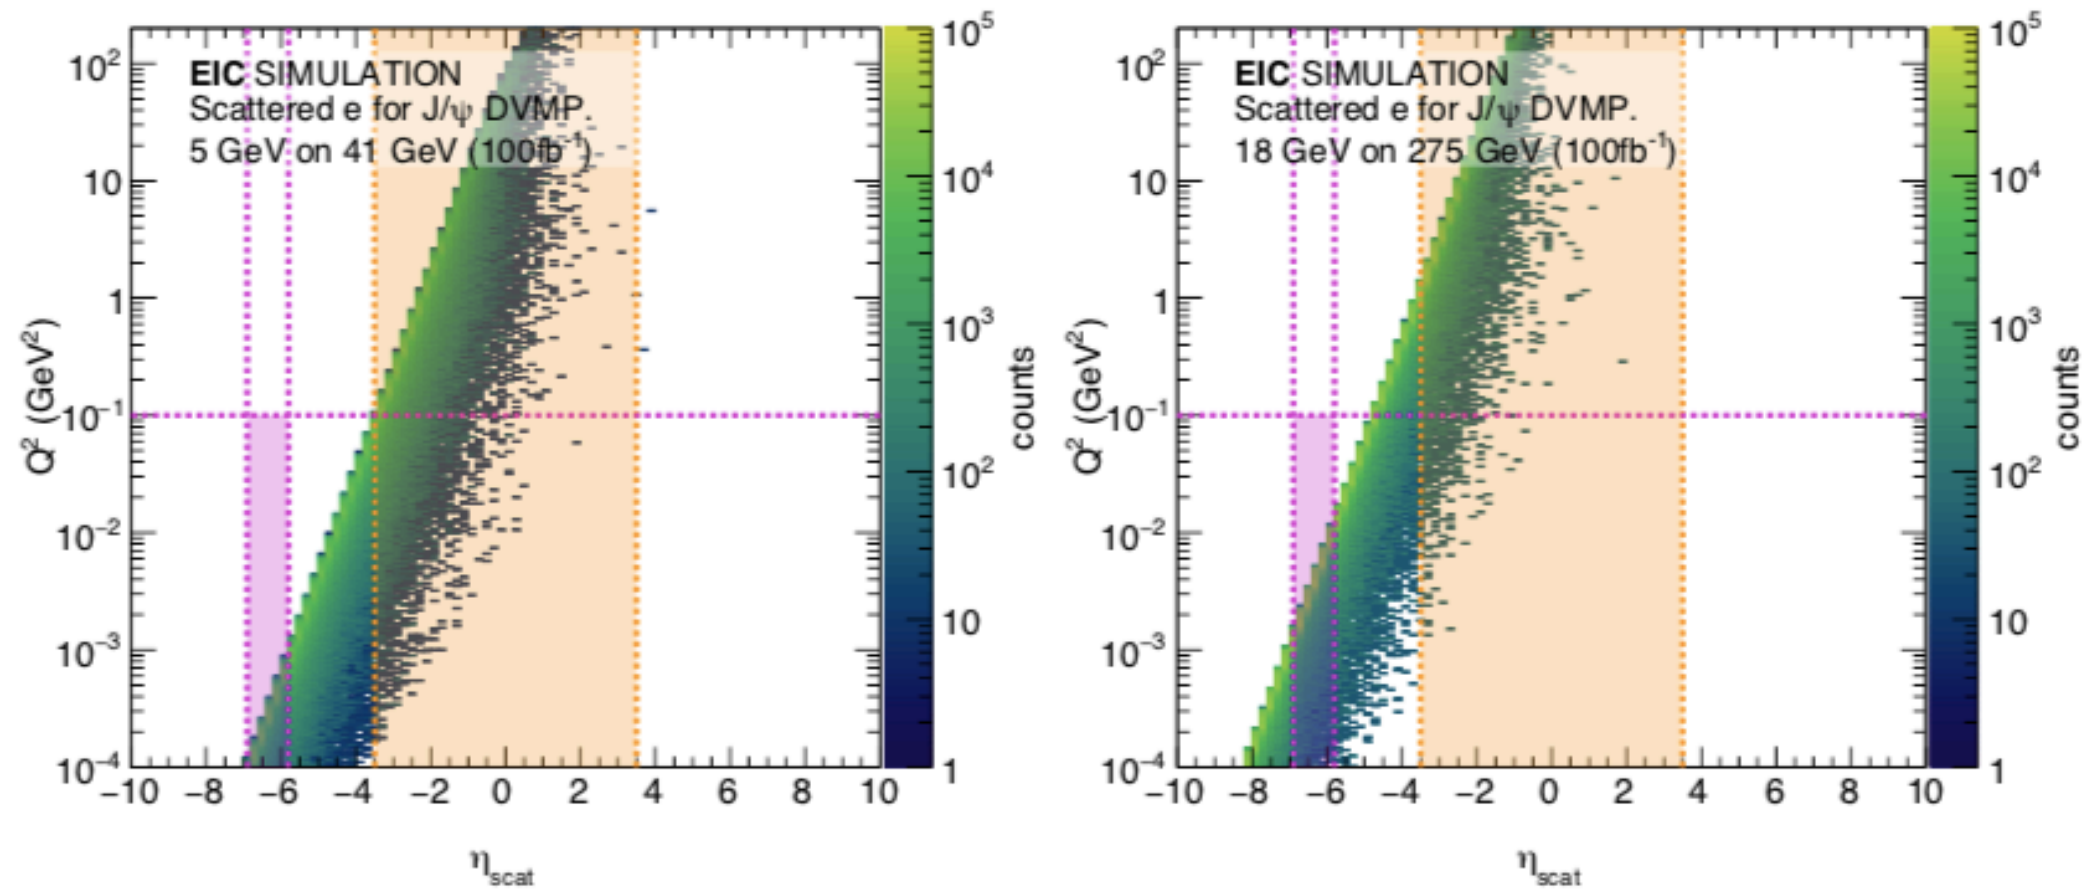 EIC SIMULATION
Scattered e for J/ψ DVMP.
5 GeV on 41 GeV (100fb⁻¹)
Q² (GeV²)
10²
10
1
10⁻¹
10⁻²
10⁻³
10⁻⁴
−10 −8 −6 −4 −2 0 2 4 6 8 10
η_scat
10⁵
10⁴
10³
10²
10
1
counts
EIC SIMULATION
Scattered e for J/ψ DVMP.
18 GeV on 275 GeV (100fb⁻¹)
Q² (GeV²)
10²
10
1
10⁻¹
10⁻²
10⁻³
10⁻⁴
−10 −8 −6 −4 −2 0 2 4 6 8 10
η_scat
10⁵
10⁴
10³
10²
10
1
counts